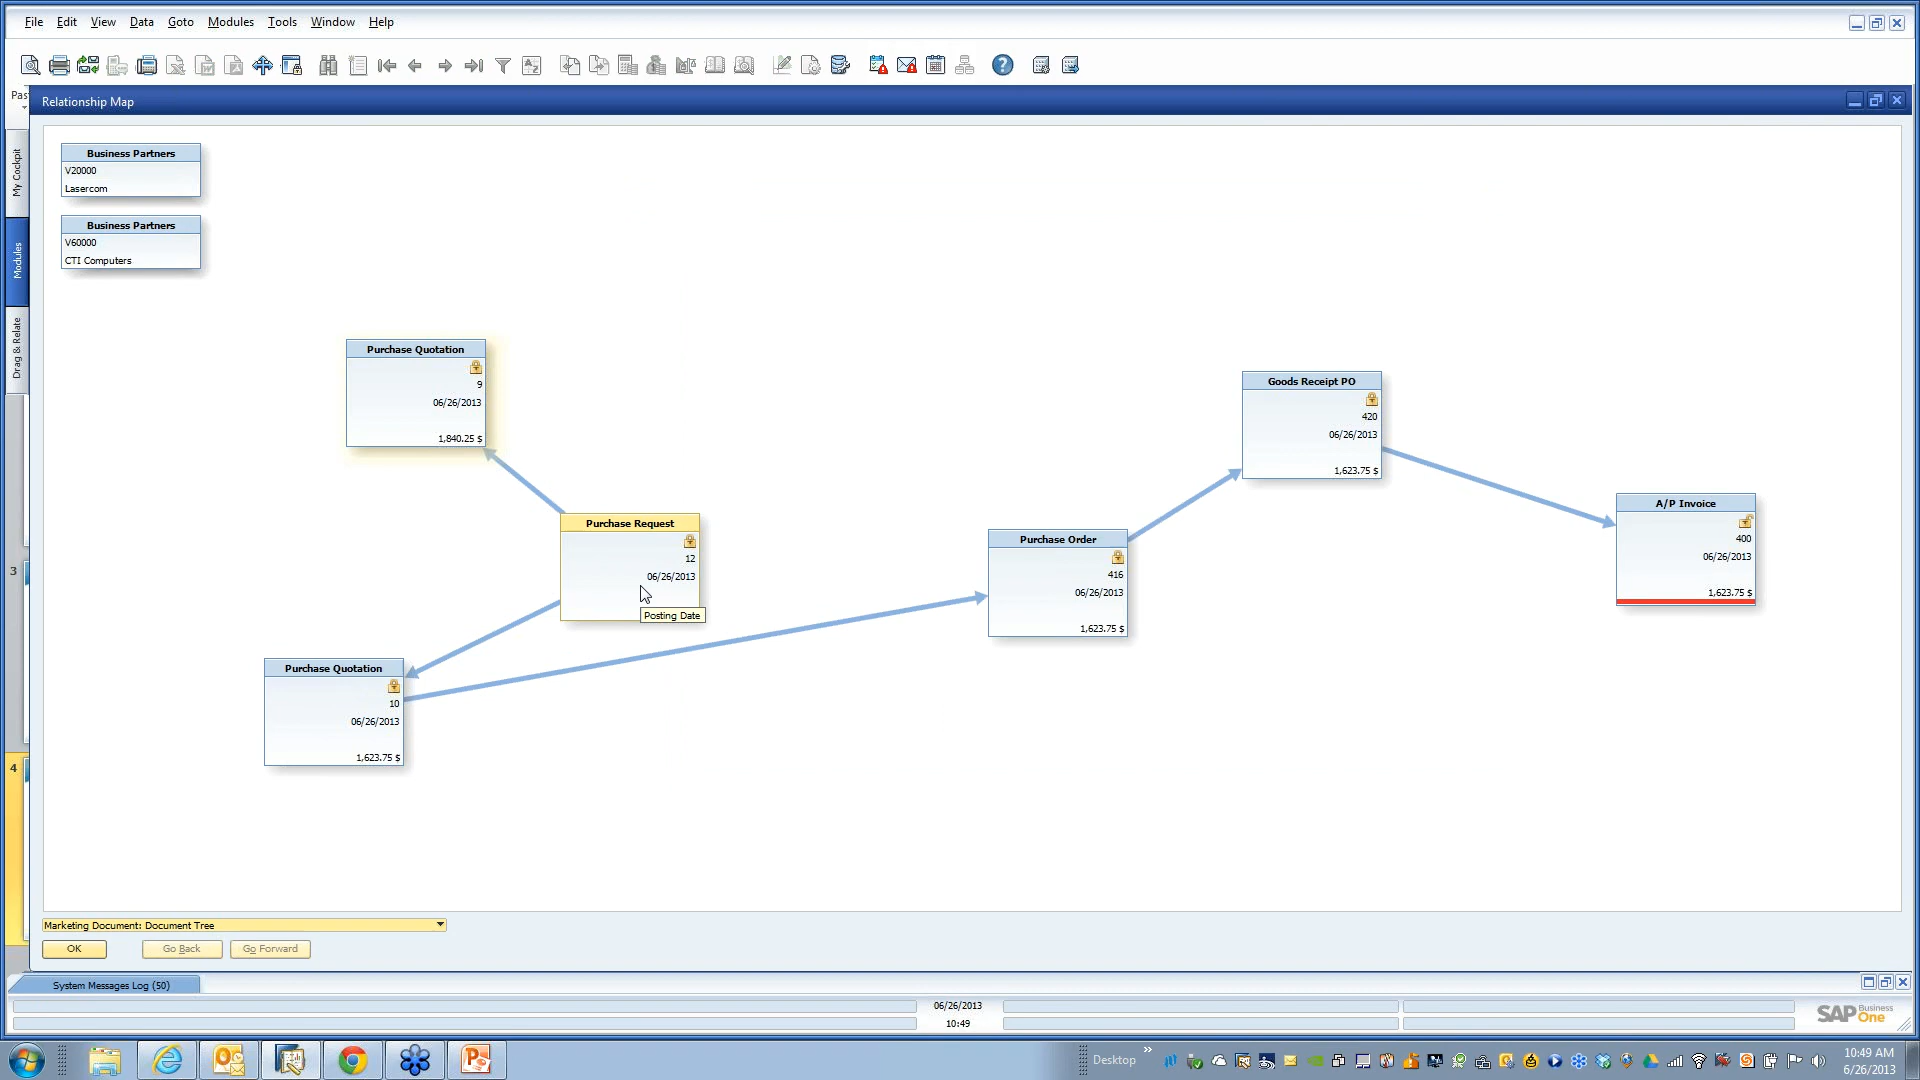 File Edit View Data Goto Modules Tools Window Help
Relationship Map
My Cockpit
Modules
Drag & Relate
Business Partners
V20000
Lasercom
Business Partners
V60000
CTI Computers
Purchase Quotation
9
06/26/2013
1,840.25 $
Purchase Request
12
06/26/2013
Posting Date
Purchase Quotation
10
06/26/2013
1,623.75 $
Purchase Order
416
06/26/2013
1,623.75 $
Goods Receipt PO
420
06/26/2013
1,623.75 $
A/P Invoice
400
06/26/2013
1,623.75 $
3
4
Marketing Document: Document Tree
OK Go Back Go Forward
System Messages Log (50)
06/26/2013
10:49
SAP Business One
Desktop
10:49 AM
6/26/2013